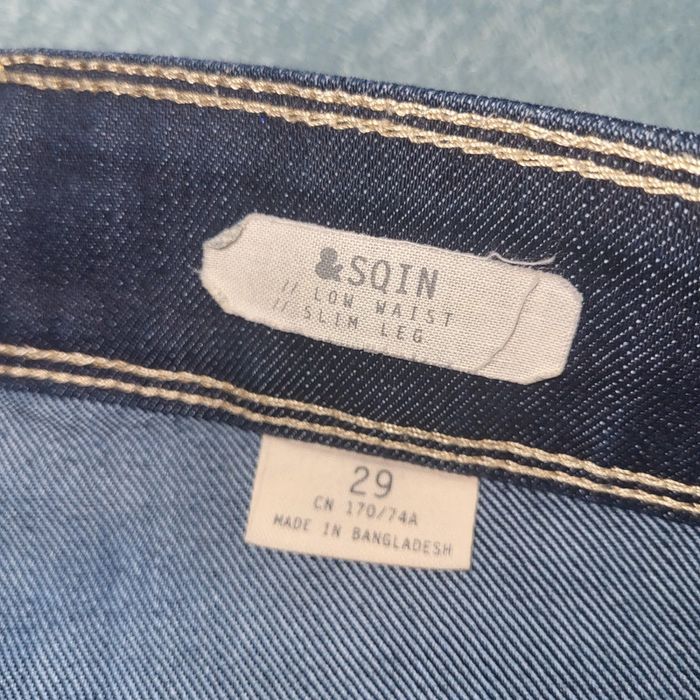 &SQIN
// LOW WAIST
// SLIM LEG
29
CN 170/74A
MADE IN BANGLADESH